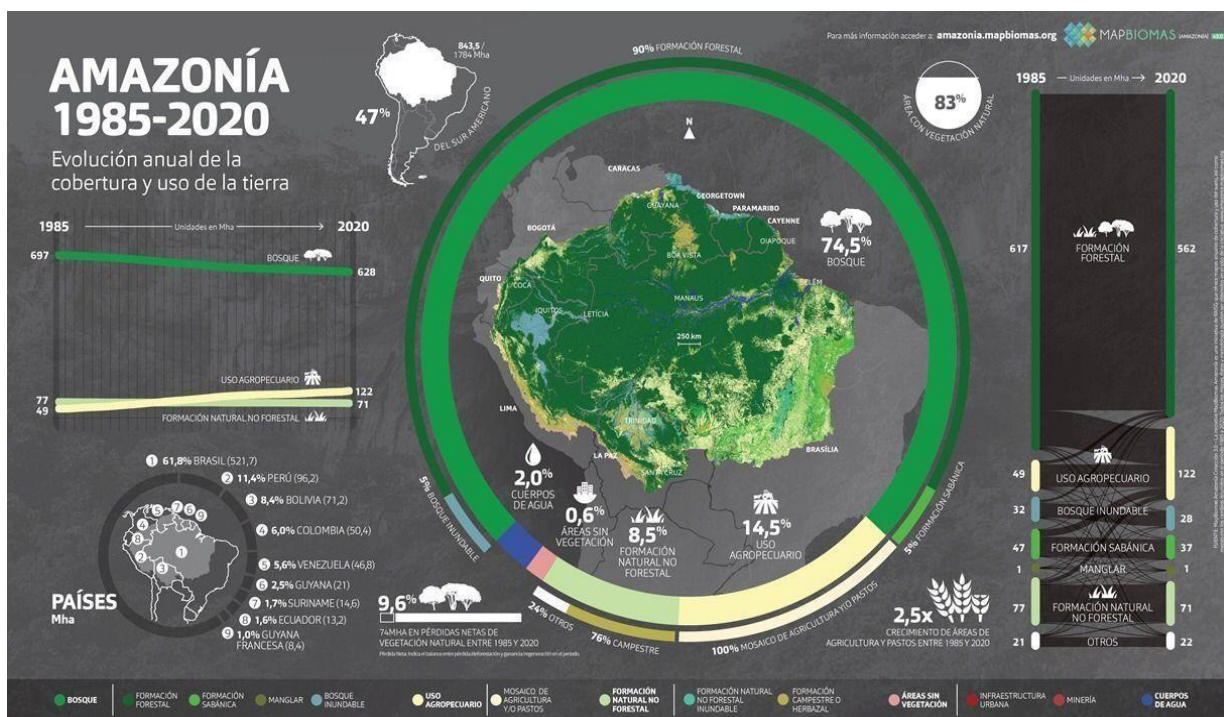 AMAZONÍA
1985-2020
Evolución anual de la
cobertura y uso de la tierra
1985
Unidades en Mha
2020
697
BOSQUE
628
USO AGROPECUARIO
77
49
122
71
FORMACIÓN NATURAL NO FORESTAL
1 61,8% BRASIL (521,7)
2 11,4% PERÚ (96,2)
3 8,4% BOLIVIA (71,2)
4 6,0% COLOMBIA (50,4)
5 5,6% VENEZUELA (46,8)
6 2,5% GUYANA (21)
7 1,7% SURINAME (14,6)
8 1,6% ECUADOR (13,2)
9 1,0% GUYANA
FRANCESA (8,4)
PAÍSES
Mha
1
2
3
4
5
6
7
8
9
843,5 /
1784 Mha
47%
DEL SUR AMERICANO
90% FORMACIÓN FORESTAL
N
CARACAS
GEORGETOWN
GUAYANA
PARAMARIBO
CAYENNE
OIAPOQUE
BOGOTÁ
BOA VISTA
QUITO
COCA
BELÉM
MANAUS
IQUITOS
LETÍCIA
250 km
LIMA
TRINIDAD
BRASÍLIA
LA PAZ
SANTA CRUZ
74,5%
BOSQUE
2,0%
CUERPOS
DE AGUA
0,6%
ÁREAS SIN
VEGETACIÓN
8,5%
FORMACIÓN
NATURAL NO
FORESTAL
14,5%
USO
AGROPECUARIO
5% BOSQUE INUNDABLE
5% FORMACIÓN SABÁNICA
24% OTROS
76% CAMPESTRE
100% MOSAICO DE AGRICULTURA Y/O PASTOS
9,6%
74MHA EN PÉRDIDAS NETAS DE
VEGETACIÓN NATURAL ENTRE 1985 Y 2020
2,5x
CRECIMIENTO DE ÁREAS DE
AGRICULTURA Y PASTOS ENTRE 1985 Y 2020
Para más información acceder a: amazonia.mapbiomas.org
MAPBIOMAS [AMAZONÍA]
83%
ÁREA CON VEGETACIÓN NATURAL
1985
Unidades en Mha
2020
617
FORMACIÓN
FORESTAL
562
49
USO AGROPECUARIO
122
32
BOSQUE INUNDABLE
28
47
FORMACIÓN SABÁNICA
37
1
MANGLAR
1
77
FORMACIÓN NATURAL
NO FORESTAL
71
21
OTROS
22
BOSQUE
FORMACIÓN
FORESTAL
FORMACIÓN
SABÁNICA
MANGLAR
BOSQUE
INUNDABLE
USO
AGROPECUARIO
MOSAICO DE
AGRICULTURA
Y/O PASTOS
FORMACIÓN
NATURAL NO
FORESTAL
FORMACIÓN NATURAL
NO FORESTAL
INUNDABLE
FORMACIÓN
CAMPESTRE O
HERBAZAL
ÁREAS SIN
VEGETACIÓN
INFRAESTRUCTURA
URBANA
MINERÍA
CUERPOS
DE AGUA